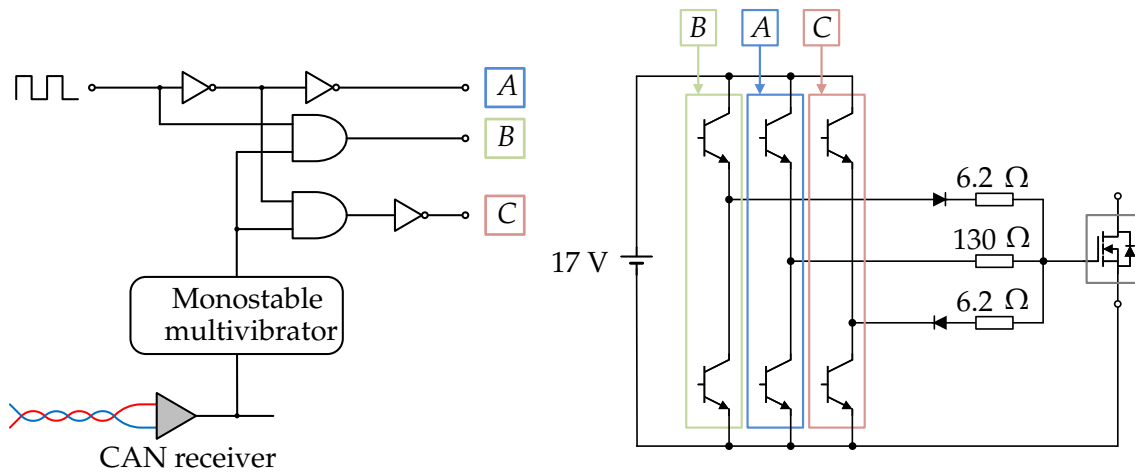 A
B
C
Monostable
multivibrator
CAN receiver
B A C
17 V
6.2 Ω
130 Ω
6.2 Ω